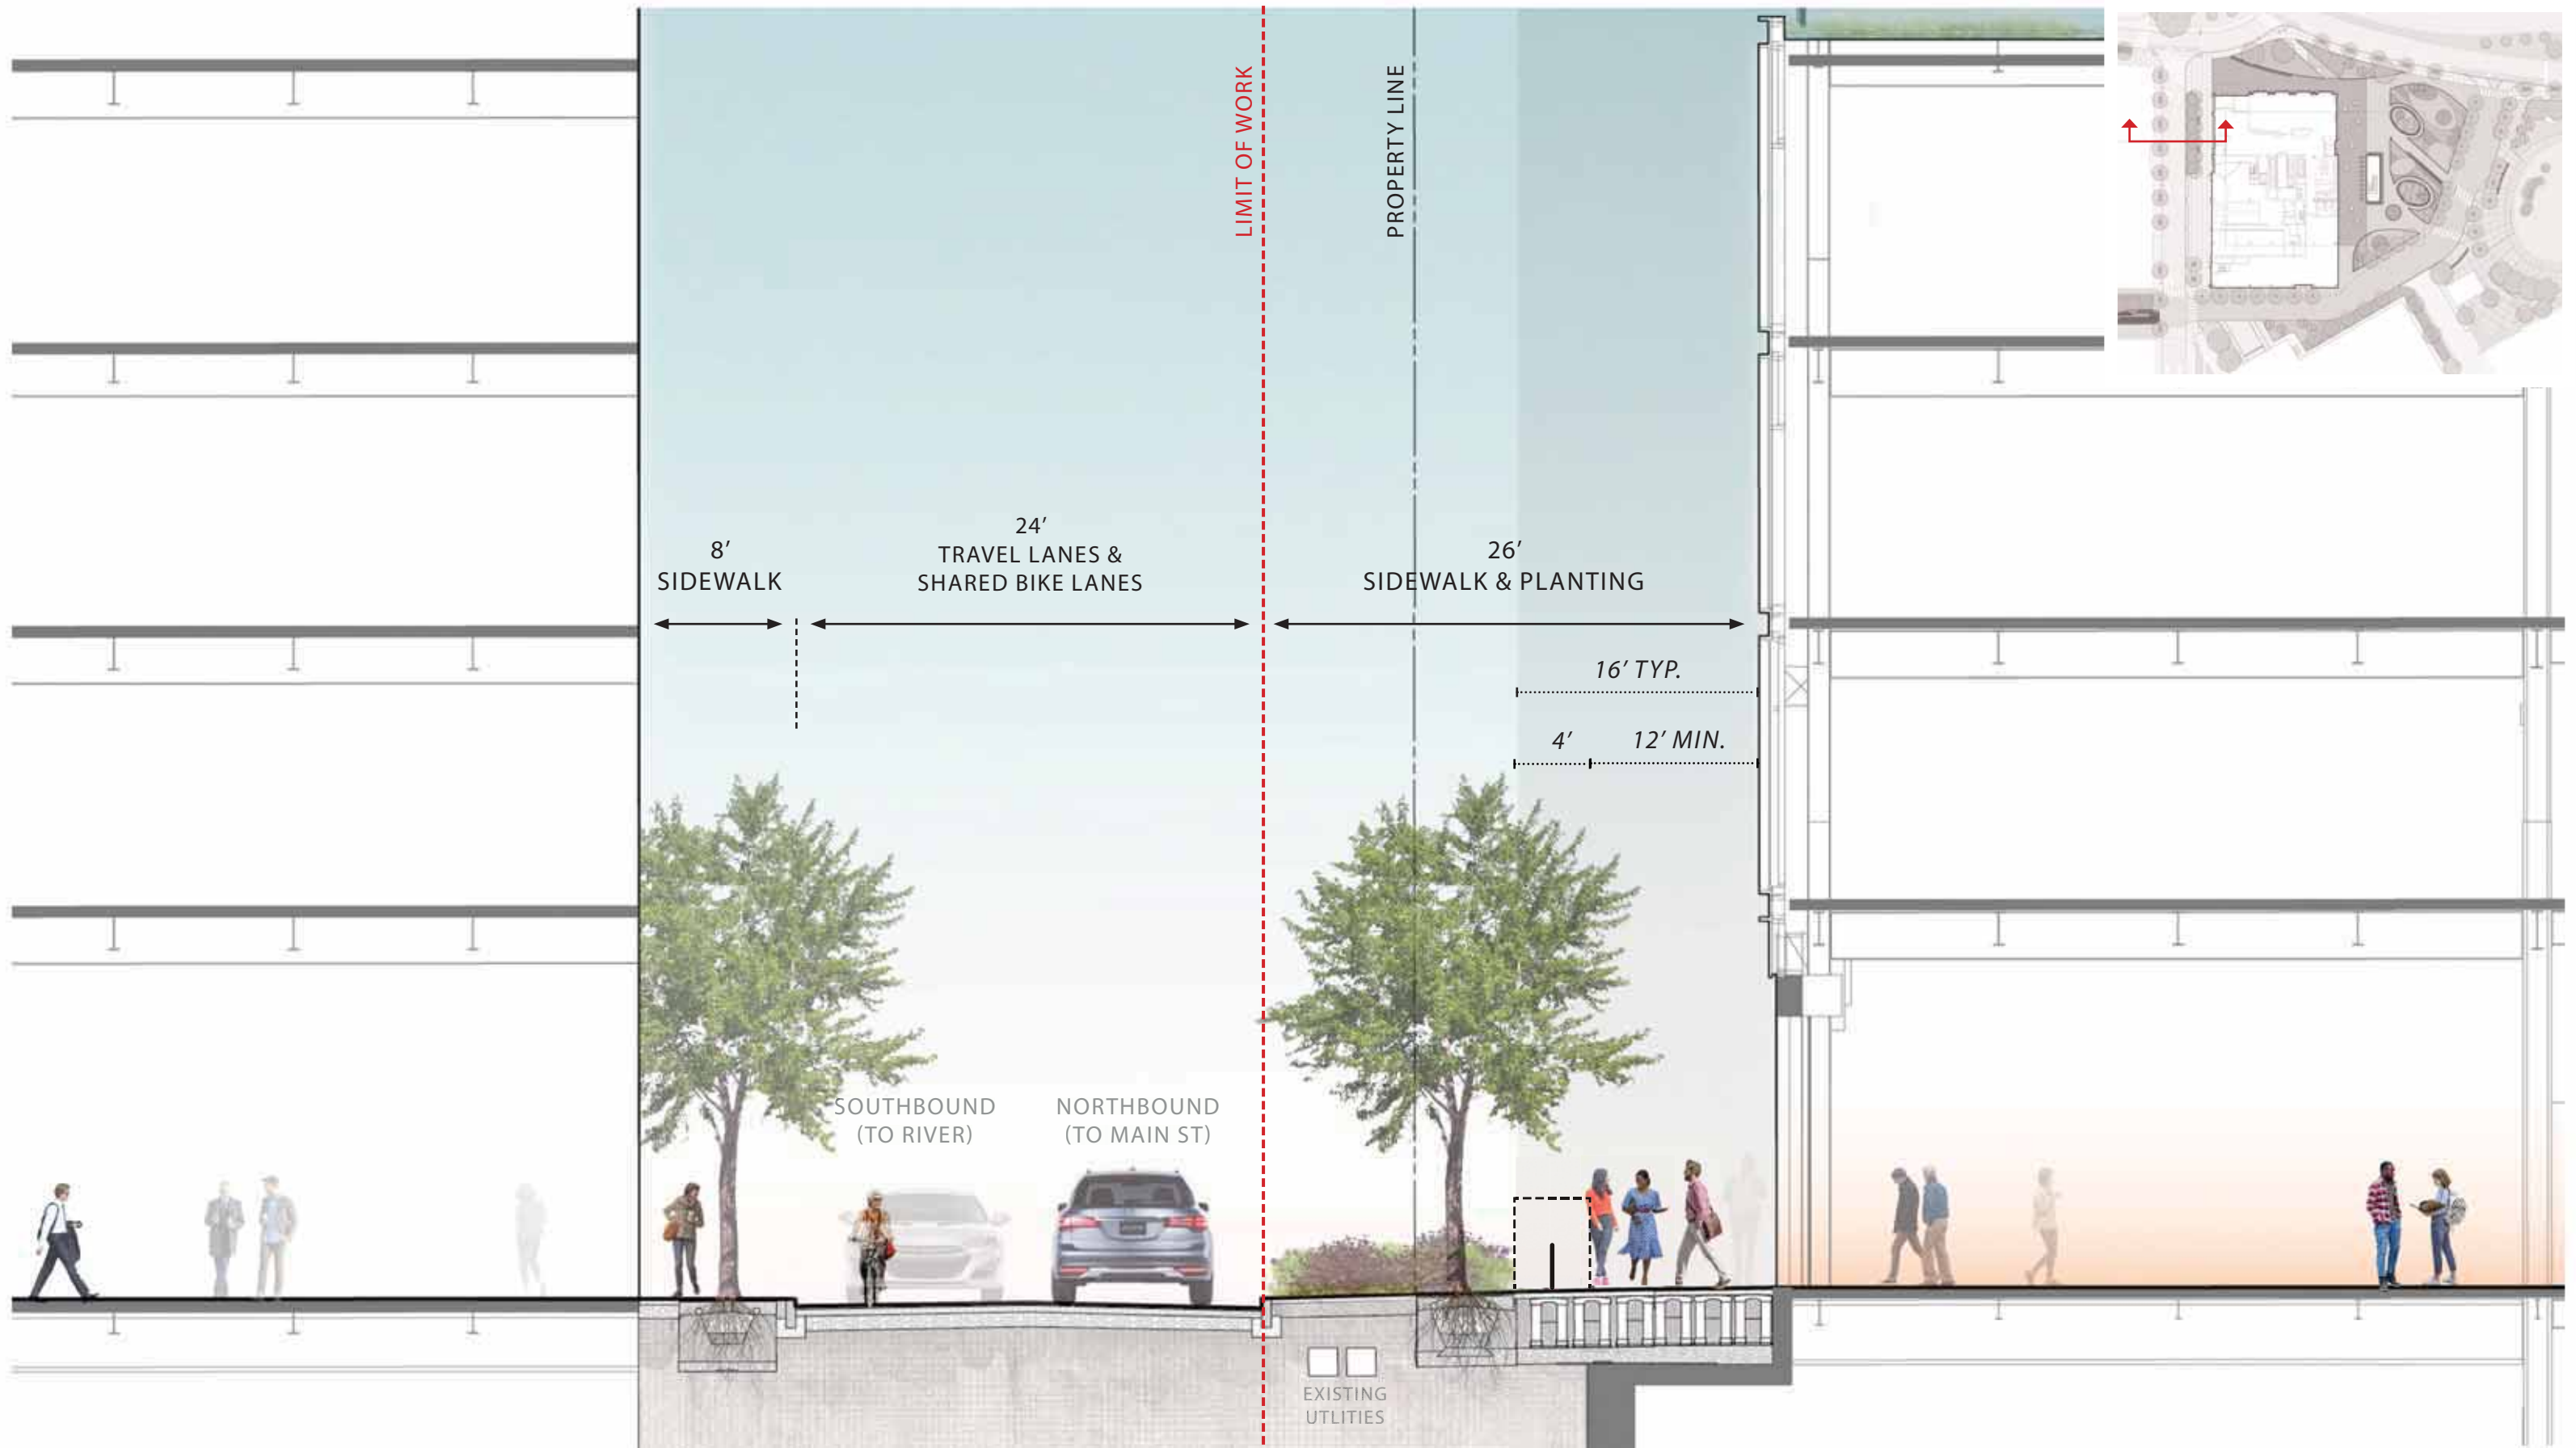 LIMIT OF WORK
PROPERTY LINE
8’
SIDEWALK
24’
TRAVEL LANES &
SHARED BIKE LANES
26’
SIDEWALK & PLANTING
16’ TYP.
4’
12’ MIN.
SOUTHBOUND
(TO RIVER)
NORTHBOUND
(TO MAIN ST)
EXISTING
UTLITIES